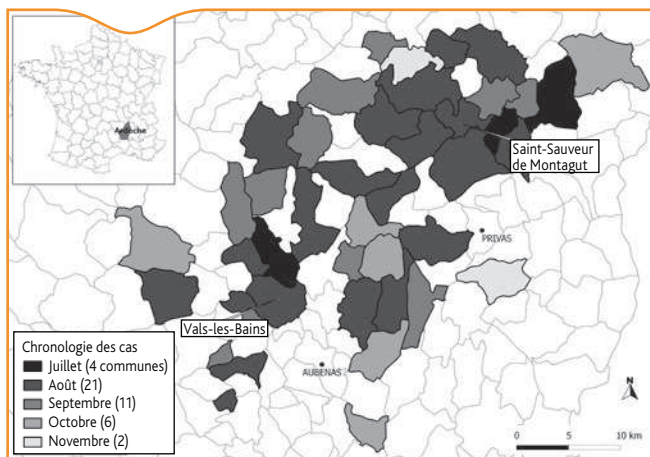 Ardèche
Saint-Sauveur
de Montagut
PRIVAS
Vals-les-Bains
AUBENAS
Chronologie des cas
Juillet (4 communes)
Août (21)
Septembre (11)
Octobre (6)
Novembre (2)
N
0 5 10 km